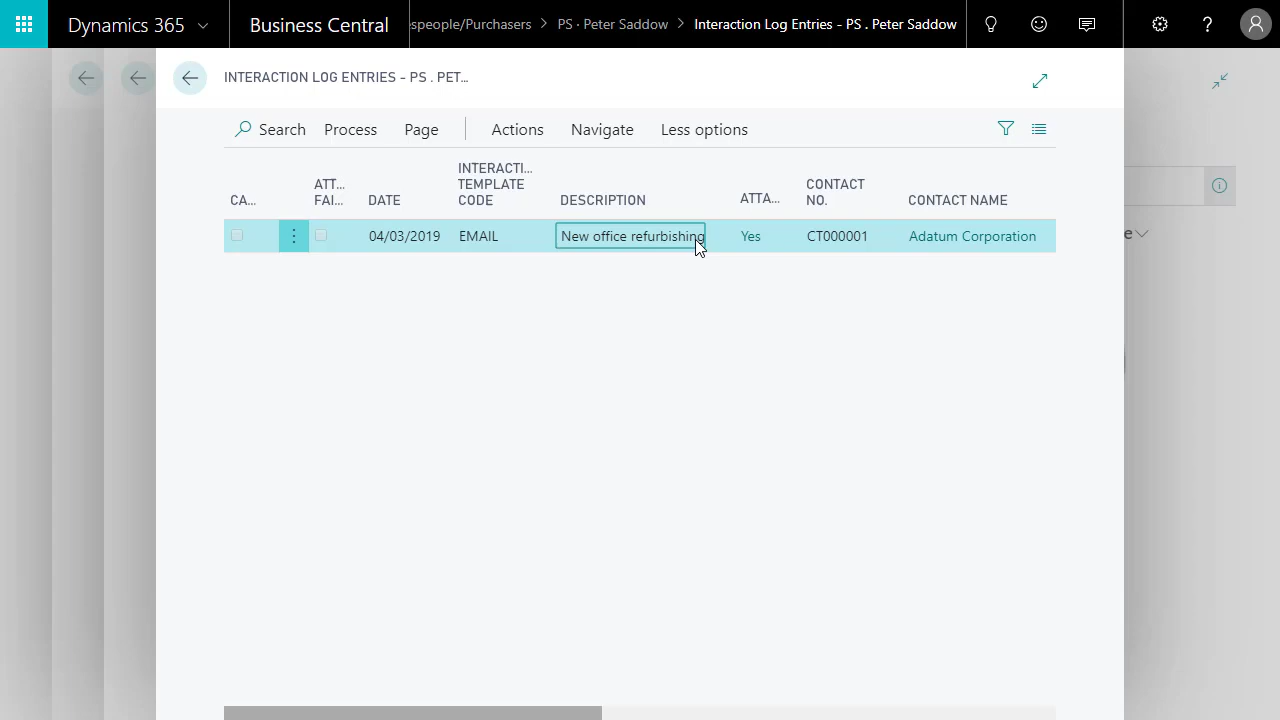 Dynamics 365
Business Central
espeople/Purchasers > PS · Peter Saddow > Interaction Log Entries - PS . Peter Saddow
INTERACTION LOG ENTRIES - PS . PET...
Search Process Page Actions Navigate Less options
CA... ATT... FAI... DATE INTERACTI... TEMPLATE CODE DESCRIPTION ATTA... CONTACT NO. CONTACT NAME
04/03/2019 EMAIL New office refurbishing Yes CT000001 Adatum Corporation